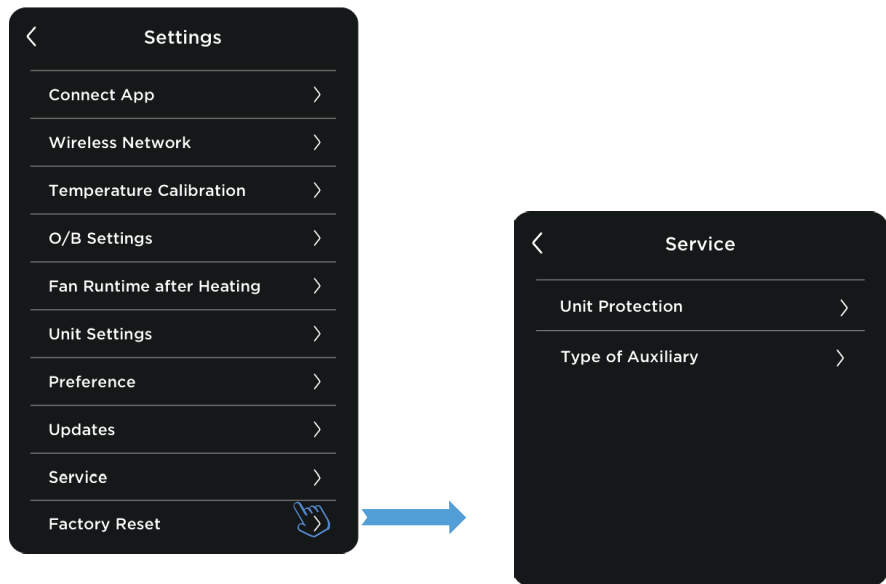 Settings
Connect App
Wireless Network
Temperature Calibration
O/B Settings
Fan Runtime after Heating
Unit Settings
Preference
Updates
Service
Factory Reset
Service
Unit Protection
Type of Auxiliary